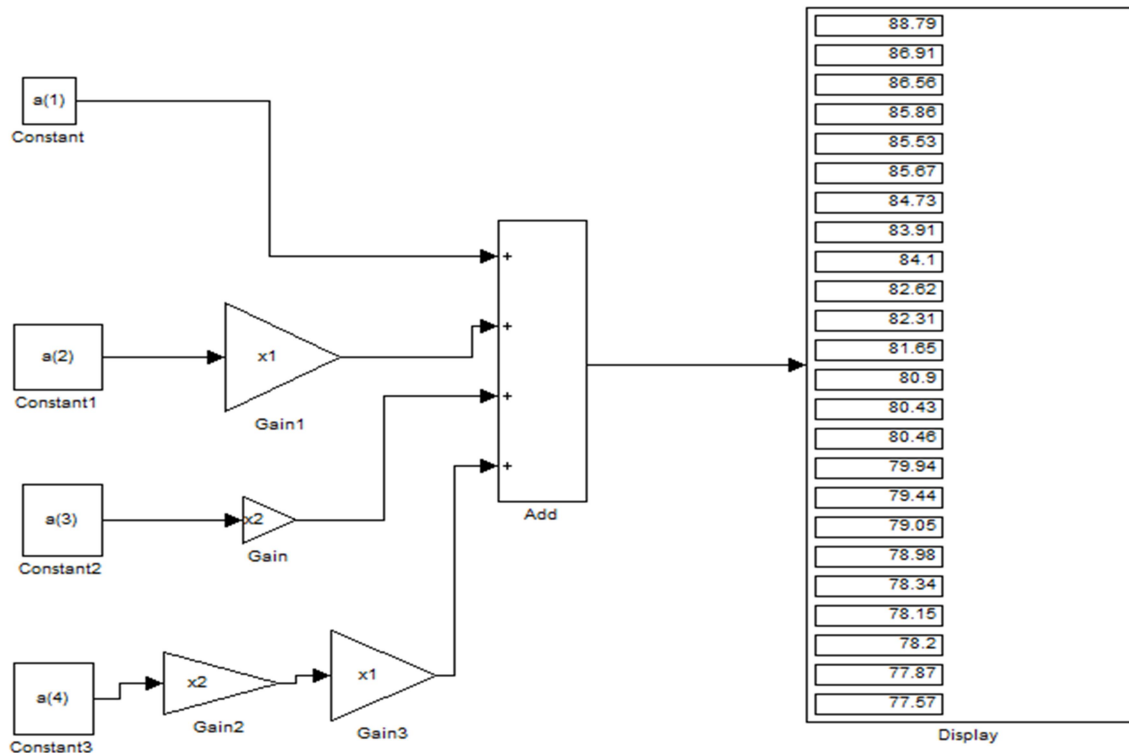 a(1)
Constant
a(2)
Constant1
x1
Gain1
a(3)
Constant2
x2
Gain
a(4)
Constant3
x2
Gain2
x1
Gain3
+
+
+
+
Add
88.79
86.91
86.56
85.86
85.53
85.67
84.73
83.91
84.1
82.62
82.31
81.65
80.9
80.43
80.46
79.94
79.44
79.05
78.98
78.34
78.15
78.2
77.87
77.57
Display